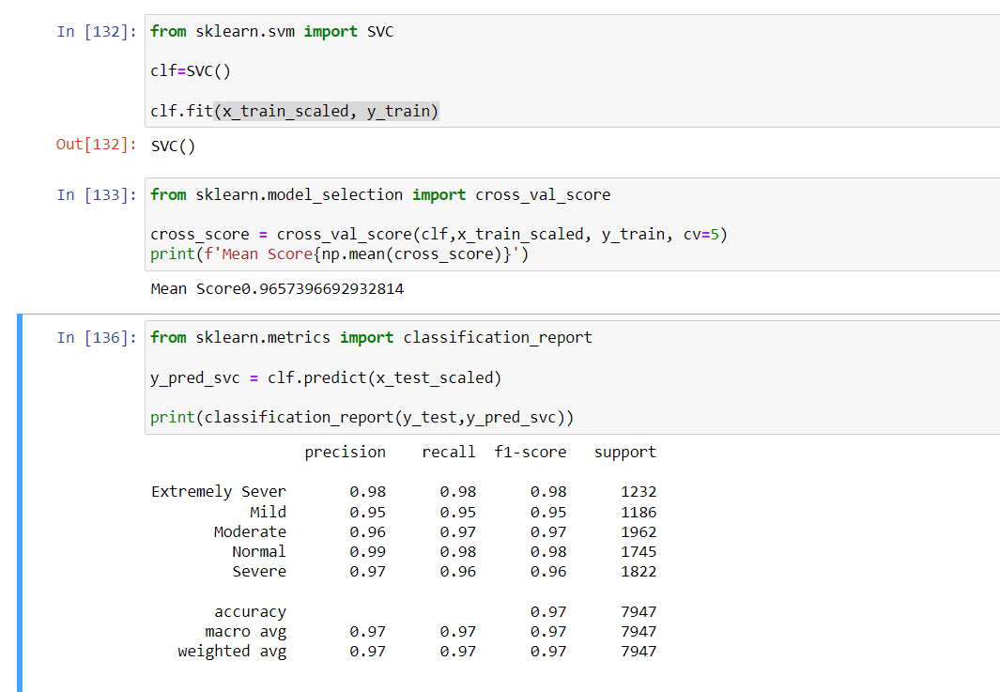 In [132]: from sklearn.svm import SVC
clf=SVC()
clf.fit(x_train_scaled, y_train)
Out[132]: SVC()
In [133]: from sklearn.model_selection import cross_val_score
cross_score = cross_val_score(clf,x_train_scaled, y_train, cv=5)
print(f'Mean Score{np.mean(cross_score)}')
Mean Score0.9657396692932814
In [136]: from sklearn.metrics import classification_report
y_pred_svc = clf.predict(x_test_scaled)
print(classification_report(y_test,y_pred_svc))
precision recall f1-score support
Extremely Sever 0.98 0.98 0.98 1232
Mild 0.95 0.95 0.95 1186
Moderate 0.96 0.97 0.97 1962
Normal 0.99 0.98 0.98 1745
Severe 0.97 0.96 0.96 1822
accuracy 0.97 7947
macro avg 0.97 0.97 0.97 7947
weighted avg 0.97 0.97 0.97 7947